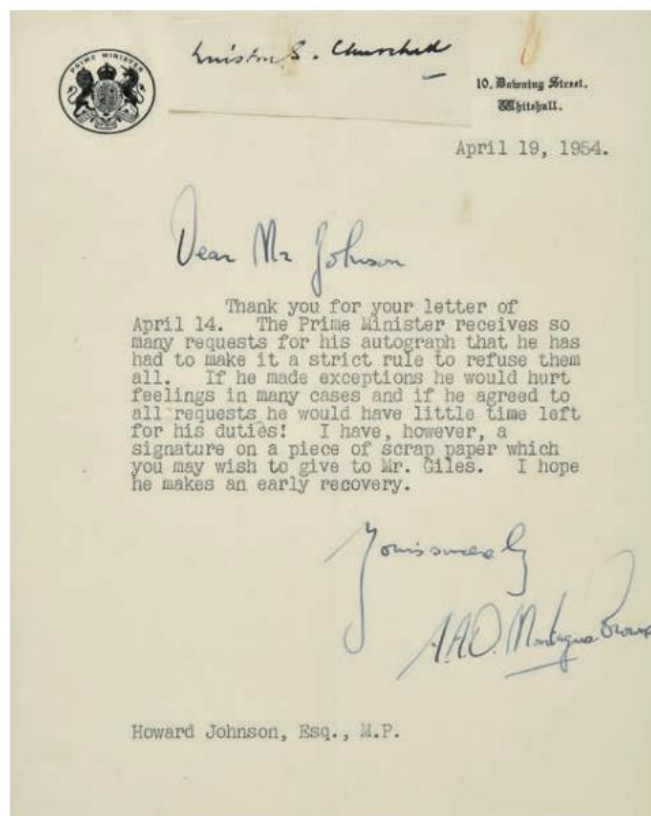 PRIME MINISTER
Winston S. Churchill
10, Downing Street,
Whitehall.
April 19, 1954.
Dear Mr Johnson
Thank you for your letter of
April 14. The Prime Minister receives so
many requests for his autograph that he has
had to make it a strict rule to refuse them
all. If he made exceptions he would hurt
feelings in many cases and if he agreed to
all requests he would have little time left
for his duties! I have, however, a
signature on a piece of scrap paper which
you may wish to give to Mr. Giles. I hope
he makes an early recovery.
Yours sincerely
A.A.D. Montague Browne
Howard Johnson, Esq., M.P.